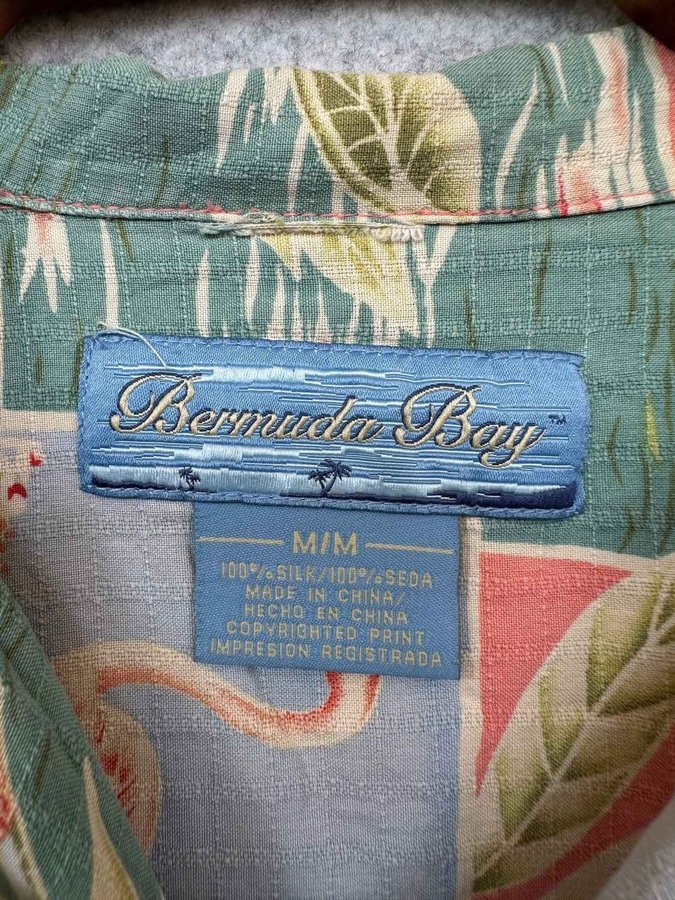 Bermuda Bay™
M/M
100% SILK/100% SEDA
MADE IN CHINA/
HECHO EN CHINA
COPYRIGHTED PRINT
IMPRESION REGISTRADA